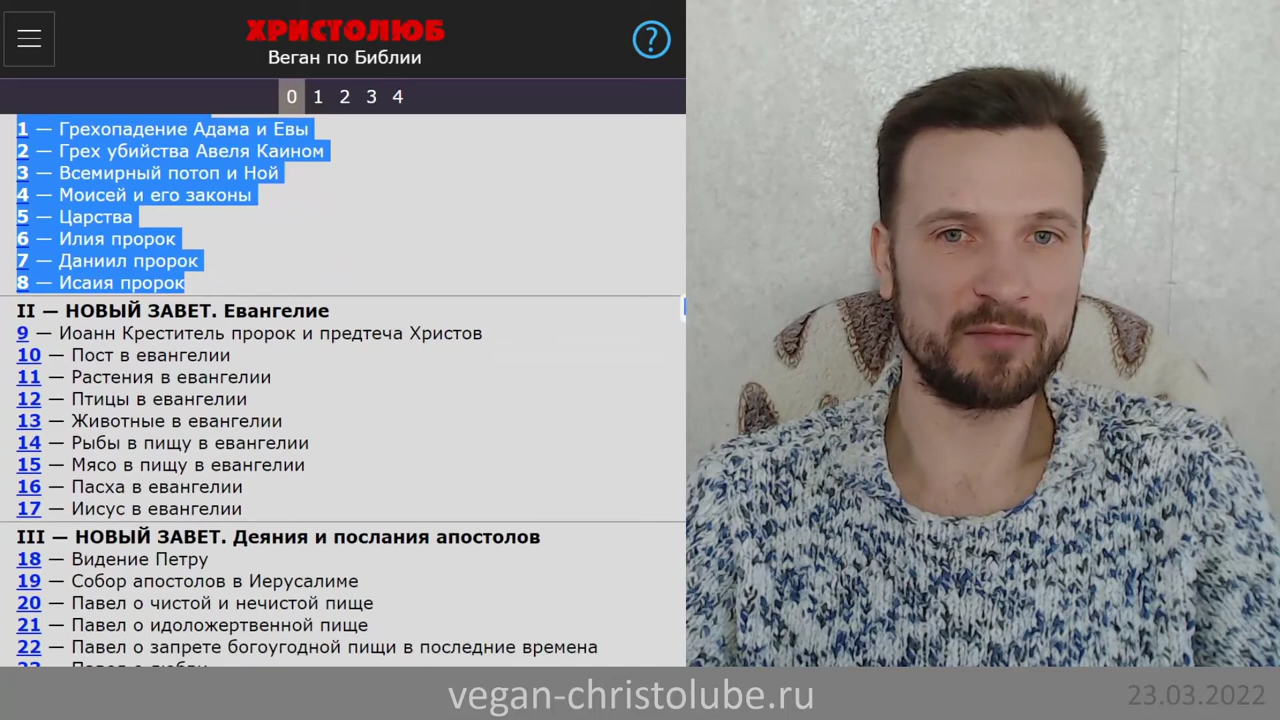 ХРИСТОЛЮБ
Веган по Библии
?
0 1 2 3 4
1 — Грехопадение Адама и Евы
2 — Грех убийства Авеля Каином
3 — Всемирный потоп и Ной
4 — Моисей и его законы
5 — Царства
6 — Илия пророк
7 — Даниил пророк
8 — Исаия пророк
II — НОВЫЙ ЗАВЕТ. Евангелие
9 — Иоанн Креститель пророк и предтеча Христов
10 — Пост в евангелии
11 — Растения в евангелии
12 — Птицы в евангелии
13 — Животные в евангелии
14 — Рыбы в пищу в евангелии
15 — Мясо в пищу в евангелии
16 — Пасха в евангелии
17 — Иисус в евангелии
III — НОВЫЙ ЗАВЕТ. Деяния и послания апостолов
18 — Видение Петру
19 — Собор апостолов в Иерусалиме
20 — Павел о чистой и нечистой пище
21 — Павел о идоложертвенной пище
22 — Павел о запрете богоугодной пищи в последние времена
vegan-christolube.ru
23.03.2022